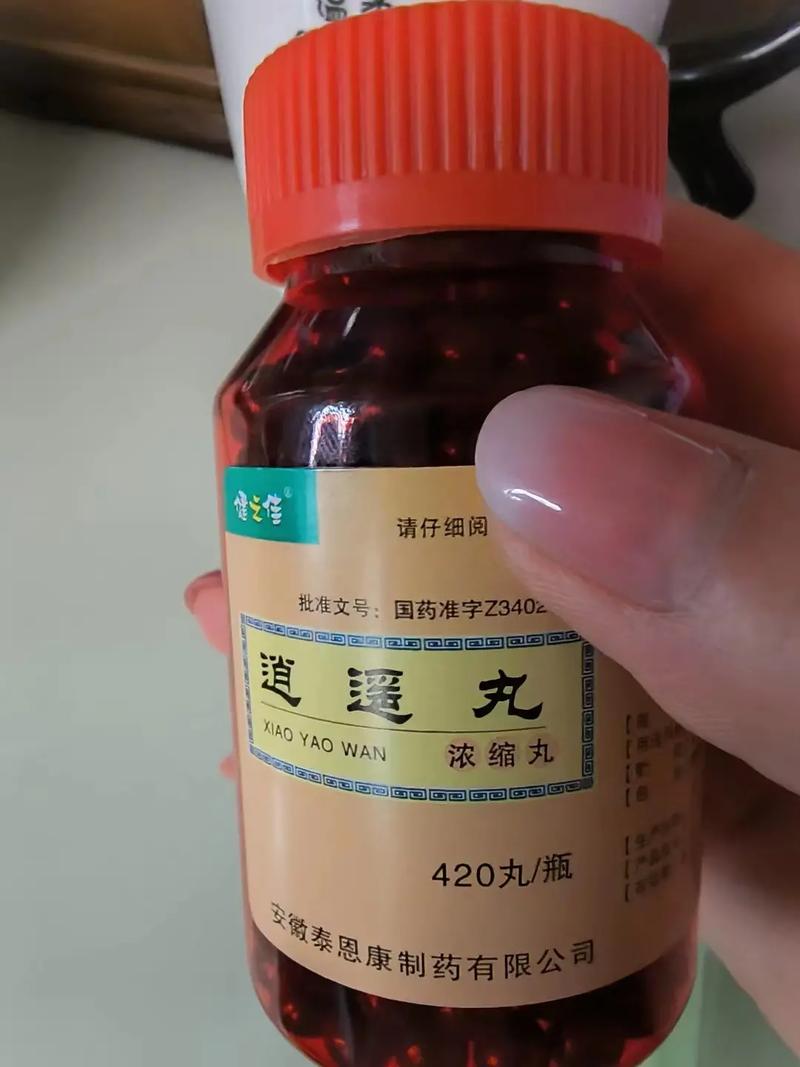 健之佳
请仔细阅
批准文号：国药准字Z3402
逍遥丸
XIAO YAO WAN
浓缩丸
420丸/瓶
安徽泰恩康制药有限公司